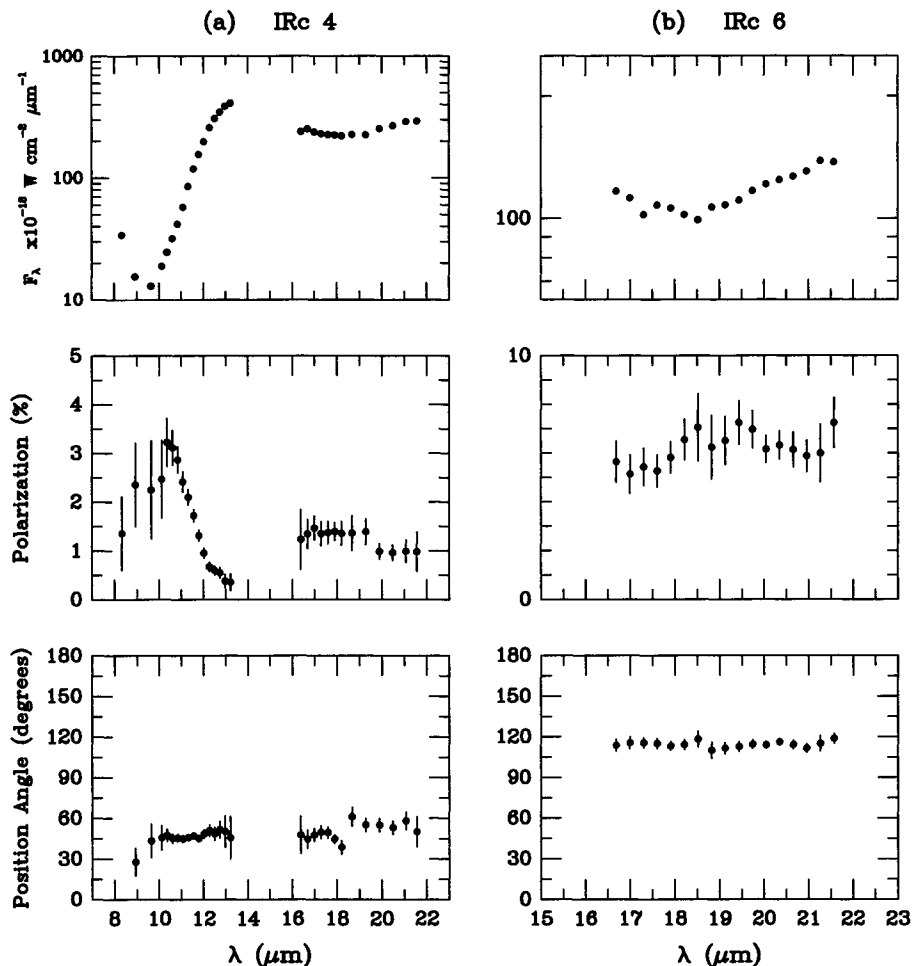 (a) IRc 4
(b) IRc 6
F_λ x10⁻¹⁸ W cm⁻² μm⁻¹
1000
100
10
100
Polarization (%)
5
4
3
2
1
0
10
0
Position Angle (degrees)
180
150
120
90
60
30
0
180
150
120
90
60
30
0
8 10 12 14 16 18 20 22
15 16 17 18 19 20 21 22 23
λ (μm)
λ (μm)